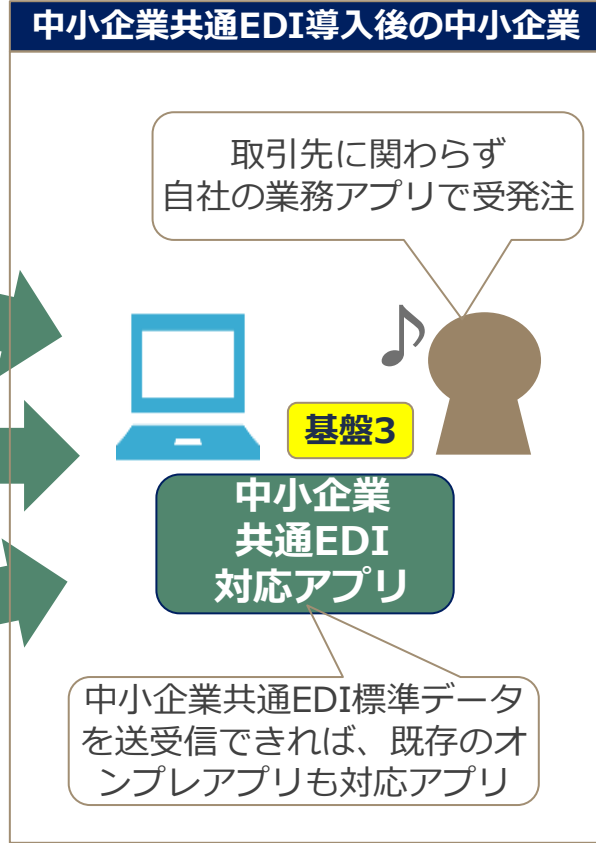 中小企業共通EDI導入後の中小企業
取引先に関わらず
自社の業務アプリで受発注
基盤3
中小企業
共通EDI
対応アプリ
中小企業共通EDI標準データ
を送受信できれば、既存のオ
ンプレアプリも対応アプリ